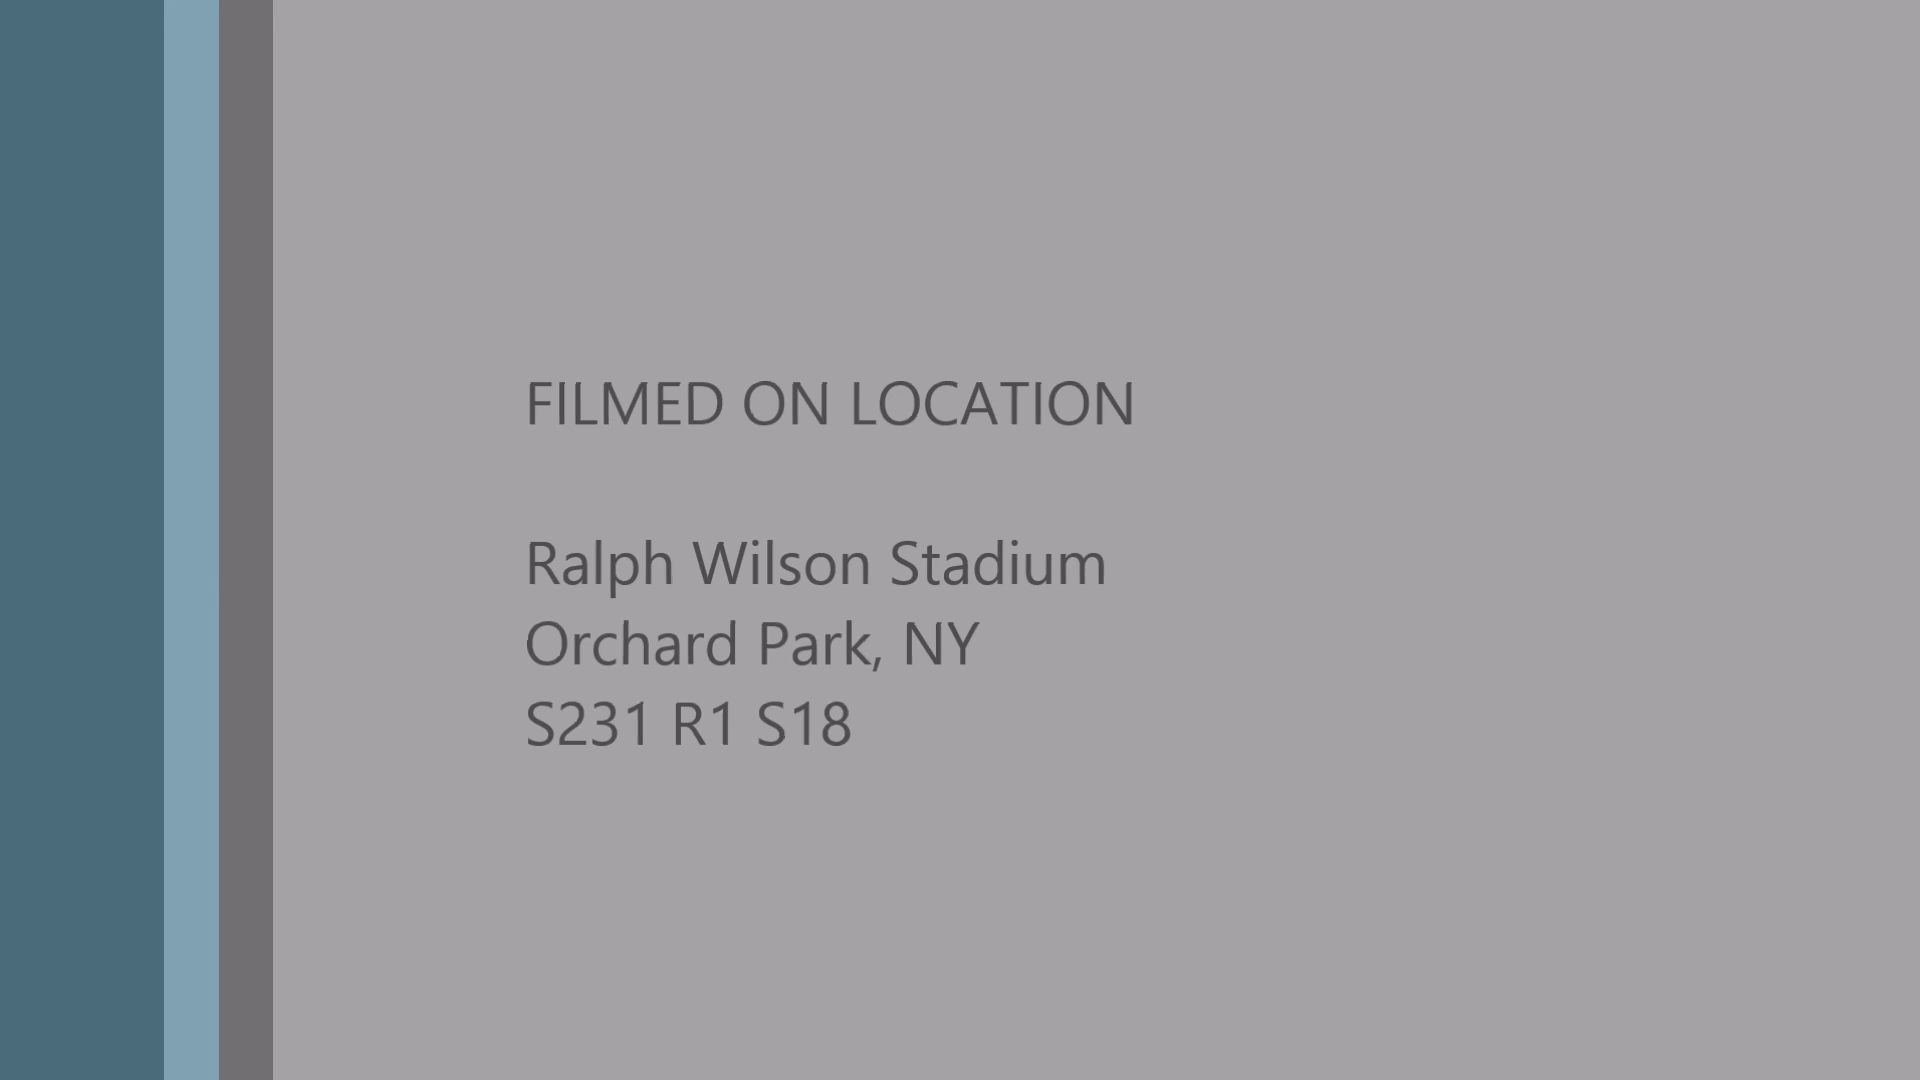 FILMED ON LOCATION
Ralph Wilson Stadium
Orchard Park, NY
S231 R1 S18